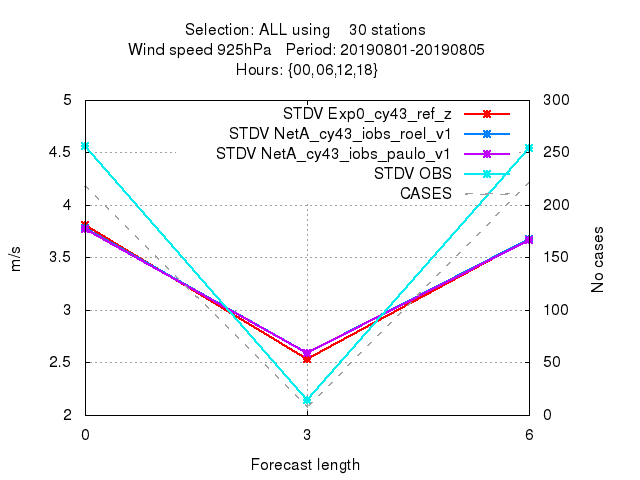 Selection: ALL using 30 stations
Wind speed 925hPa Period: 20190801-20190805
Hours: {00,06,12,18}
STDV Exp0_cy43_ref_z
STDV NetA_cy43_iobs_roel_v1
STDV NetA_cy43_iobs_paulo_v1
STDV OBS
CASES
5
4.5
4
3.5
3
2.5
2
m/s
300
250
200
150
100
50
0
No cases
0 3 6
Forecast length